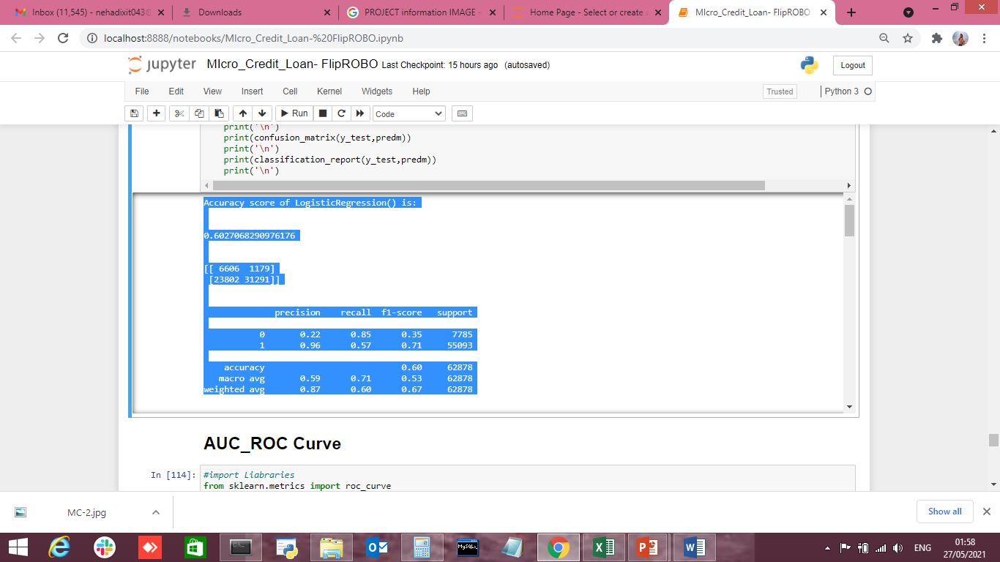 Inbox (11,545) - nehadixit043@
Downloads
PROJECT information IMAGE -
Home Page - Select or create a
MIcro_Credit_Loan- FlipROBO
localhost:8888/notebooks/MIcro_Credit_Loan-%20FlipROBO.ipynb
jupyter MIcro_Credit_Loan- FlipROBO Last Checkpoint: 15 hours ago (autosaved)
Logout
File Edit View Insert Cell Kernel Widgets Help
Trusted
Python 3
Run
Code
print('\n')
print(confusion_matrix(y_test,predm))
print('\n')
print(classification_report(y_test,predm))
print('\n')
Accuracy score of LogisticRegression() is:
0.6027068290976176
[[ 6606 1179]
[23802 31291]]
precision recall f1-score support
0 0.22 0.85 0.35 7785
1 0.96 0.57 0.71 55093
accuracy 0.60 62878
macro avg 0.59 0.71 0.53 62878
weighted avg 0.87 0.60 0.67 62878
AUC_ROC Curve
In [114]: #import Liabraries
from sklearn.metrics import roc_curve
MC-2.jpg
Show all
ENG
01:58
27/05/2021